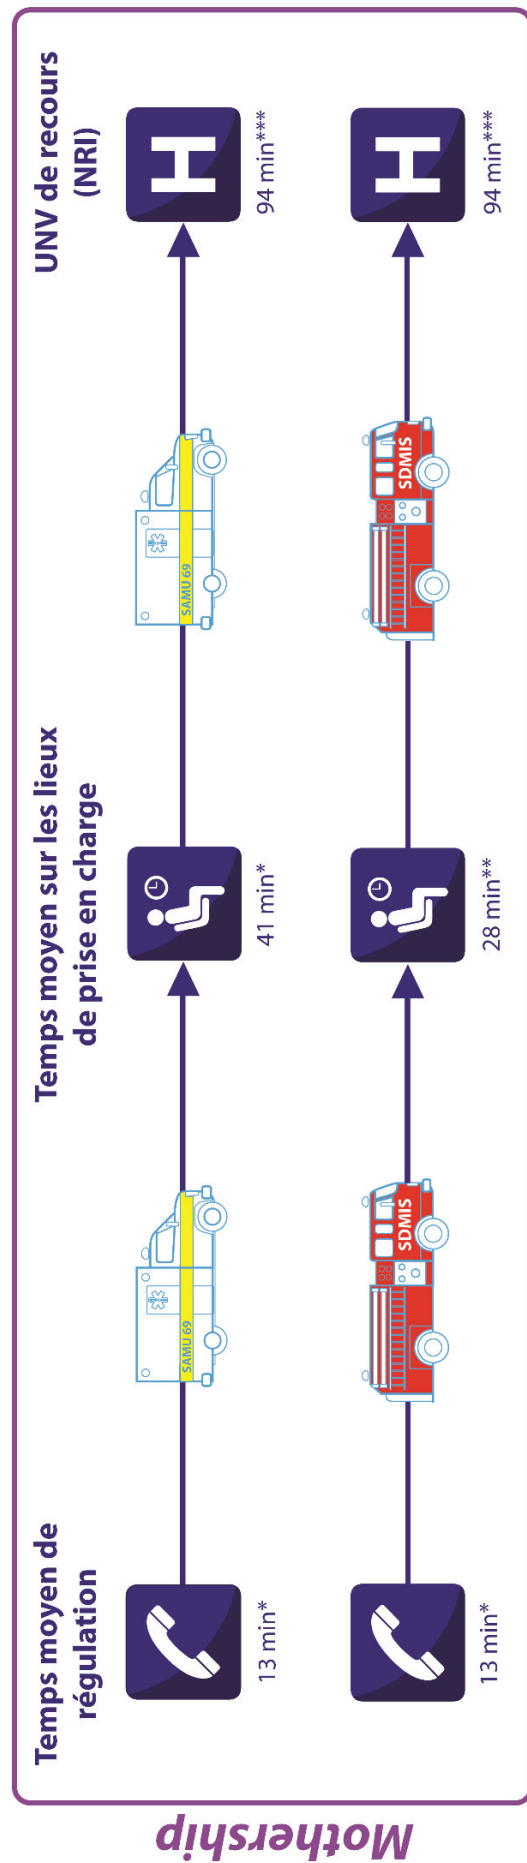 Mothership
Temps moyen de
régulation
Temps moyen sur les lieux
de prise en charge
UNV de recours
(NRI)
SAMU 69
SAMU 69
13 min*
41 min*
94 min***
SDMIS
SDMIS
13 min*
28 min**
94 min***